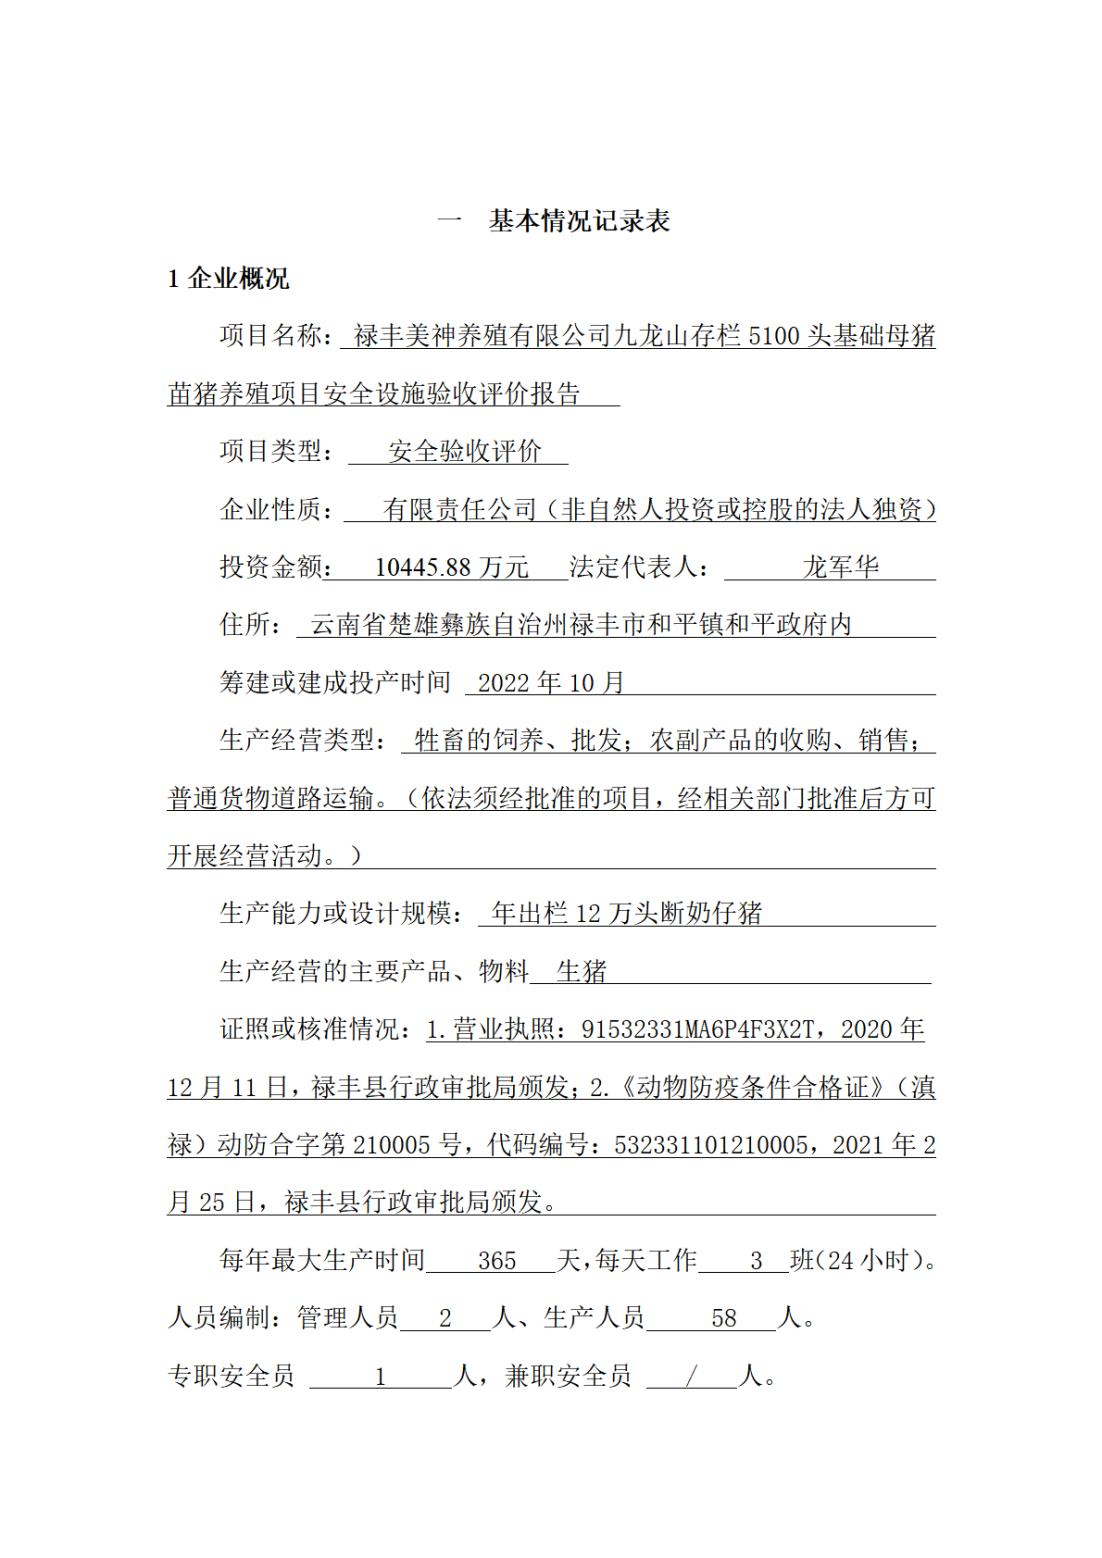 一 基本情况记录表
1 企业概况
项目名称: 禄丰美神养殖有限公司九龙山存栏 5100 头基础母猪
苗猪养殖项目安全设施验收评价报告
项目类型: 安全验收评价
企业性质: 有限责任公司（非自然人投资或控股的法人独资）
投资金额: 10445.88 万元 法定代表人: 龙军华
住所: 云南省楚雄彝族自治州禄丰市和平镇和平政府内
筹建或建成投产时间 2022 年 10 月
生产经营类型: 牲畜的饲养、批发；农副产品的收购、销售；
普通货物道路运输。（依法须经批准的项目，经相关部门批准后方可
开展经营活动。）
生产能力或设计规模: 年出栏 12 万头断奶仔猪
生产经营的主要产品、物料 生猪
证照或核准情况: 1. 营业执照: 91532331MA6P4F3X2T, 2020 年
12 月 11 日，禄丰县行政审批局颁发；2.《动物防疫条件合格证》（滇
禄）动防合字第 210005 号，代码编号: 532331101210005, 2021 年 2
月 25 日，禄丰县行政审批局颁发。
每年最大生产时间 365 天，每天工作 3 班（24 小时）。
人员编制: 管理人员 2 人、生产人员 58 人。
专职安全员 1 人，兼职安全员 / 人。